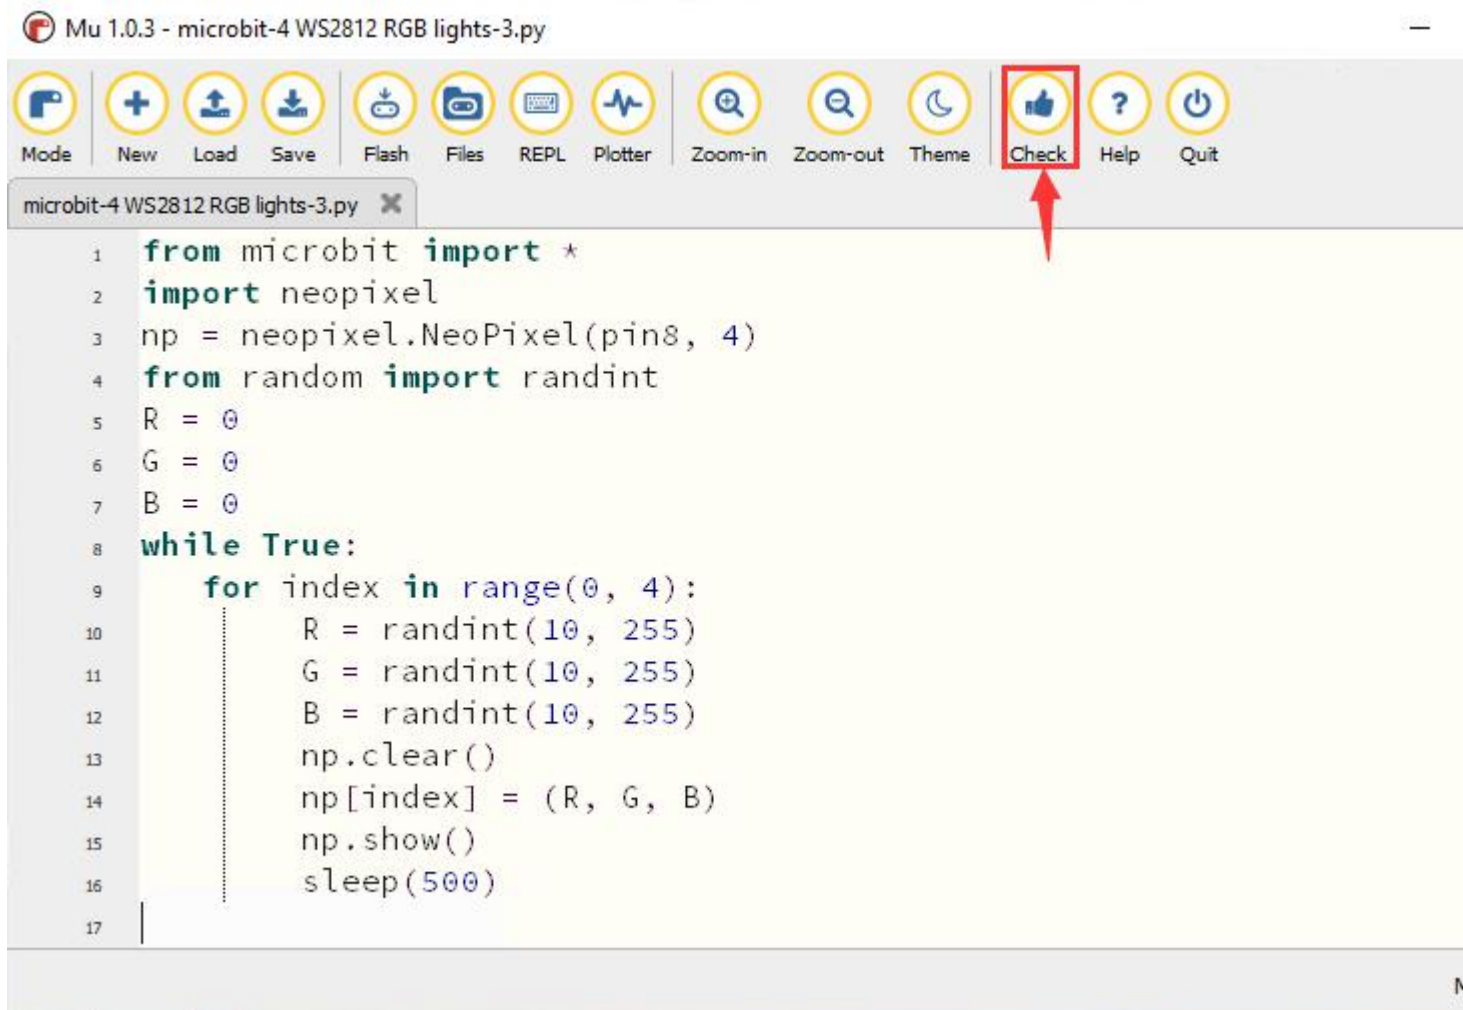 Mu 1.0.3 - microbit-4 WS2812 RGB lights-3.py
Mode New Load Save Flash Files REPL Plotter Zoom-in Zoom-out Theme Check Help Quit
microbit-4 WS2812 RGB lights-3.py
1 from microbit import *
2 import neopixel
3 np = neopixel.NeoPixel(pin8, 4)
4 from random import randint
5 R = 0
6 G = 0
7 B = 0
8 while True:
9 for index in range(0, 4):
10 R = randint(10, 255)
11 G = randint(10, 255)
12 B = randint(10, 255)
13 np.clear()
14 np[index] = (R, G, B)
15 np.show()
16 sleep(500)
17